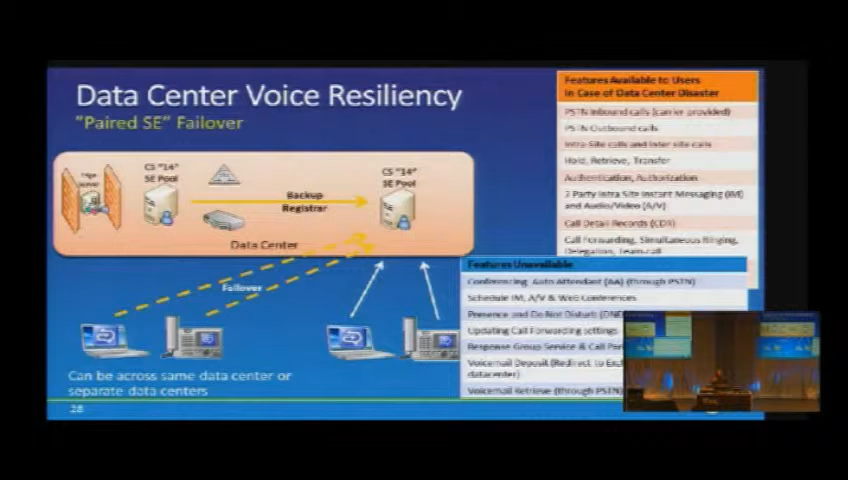 Data Center Voice Resiliency
"Paired SE" Failover
CS "14"
SE Pool
Backup
Registrar
CS "14"
SE Pool
Data Center
Failover
Can be across same data center or
separate data centers
28
Features Available to Users
in Case of Data Center Disaster
PSTN Inbound calls (carrier provided)
PSTN Outbound calls
Intra-Site calls and Inter site calls
Hold, Retrieve, Transfer
Authentication, Authorization
2 Party Intra Site Instant Messaging (IM)
and Audio/Video (A/V)
Call Detail Records (CDR)
Call Forwarding, Simultaneous Ringing,
Delegation, Team-call
Features Unavailable
Conferencing Auto Attendant (AA) (through PSTN)
Schedule IM, A/V & Web Conferences
Presence and Do Not Disturb
Updating Call Forwarding settings
Response Group Service & Call
Voicemail Deposit (Redirect to
datacenter)
Voicemail Retrieve (through PSTN)